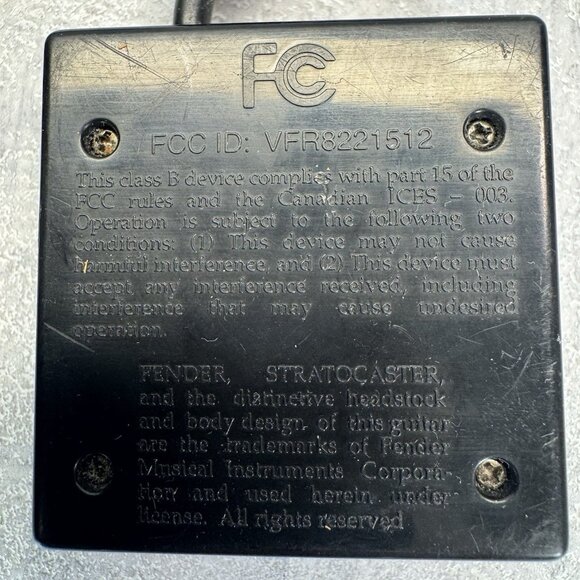 FC
FCC ID: VFR8221512
This class B device complies with part 15 of the
FCC rules and the Canadian ICES - 003.
Operation is subject to the following two
conditions: (1) This device may not cause
harmful interference, and (2) This device must
accept any interference received, including
interference that may cause undesired
operation.
FENDER, STRATOCASTER,
and the distinctive headstock
and body design of this guitar
are the trademarks of Fender
Musical Instruments Corpora-
tion and used herein under
license. All rights reserved